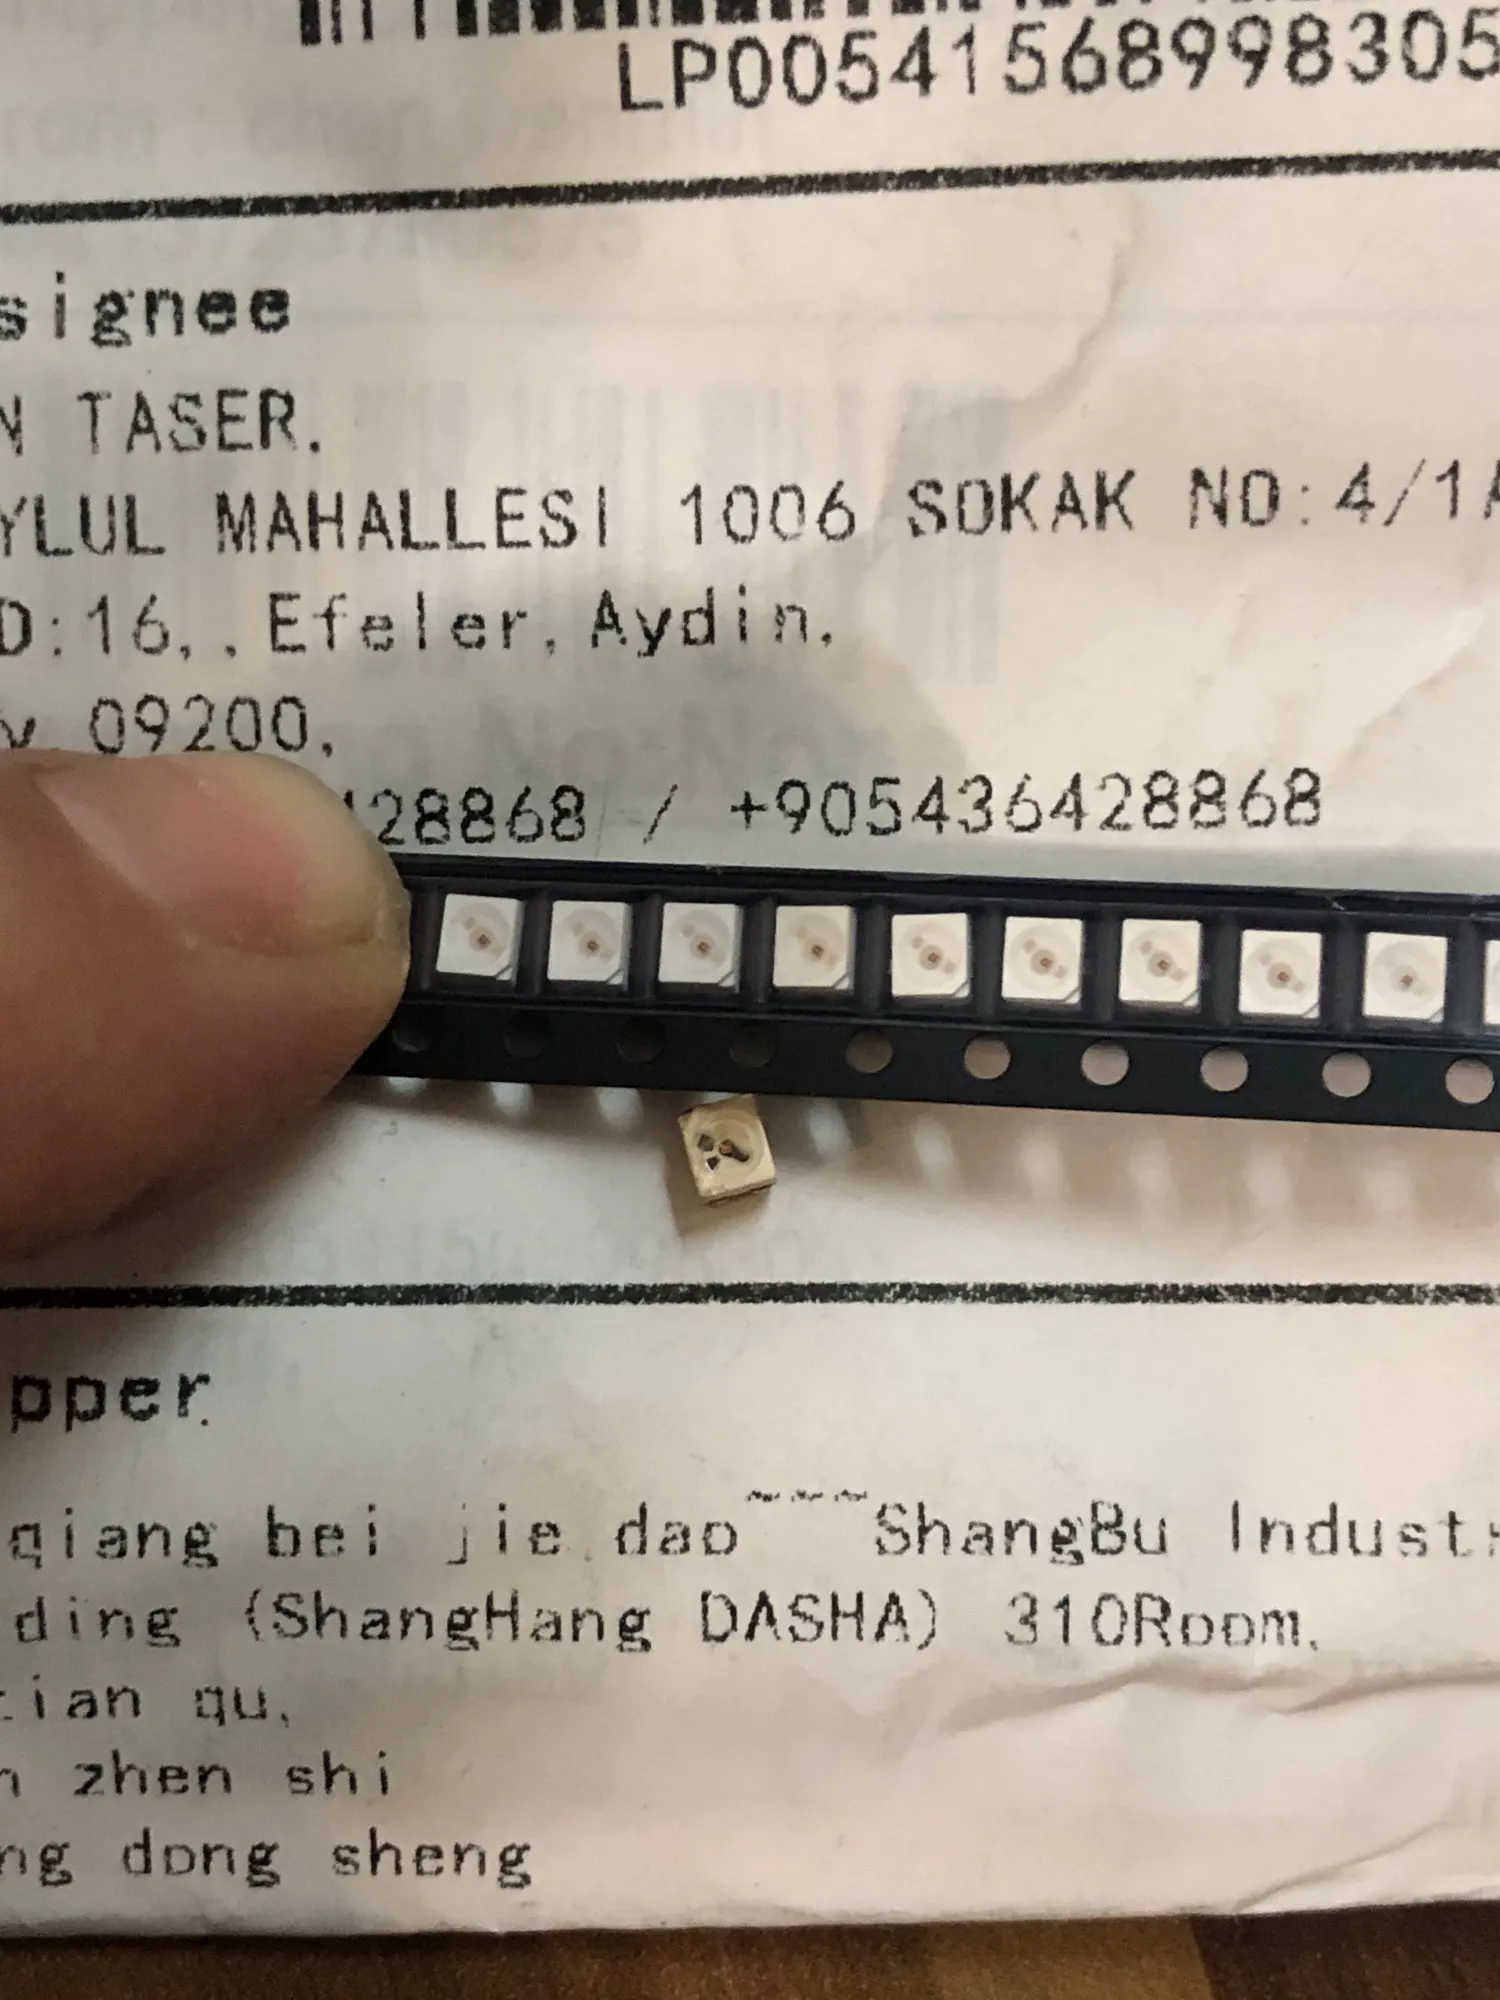 LP00541568998305
signee
N TASER.
YLUL MAHALLESI 1006 SOKAK NO:4/1A
D:16,,Efeler,Aydin,
y 09200,
28868 / +905436428868
pper
qiang bei jie dao~~~ShangBu Industr
ding (ShangHang DASHA) 310Room,
tian qu,
n zhen shi
ng dong sheng